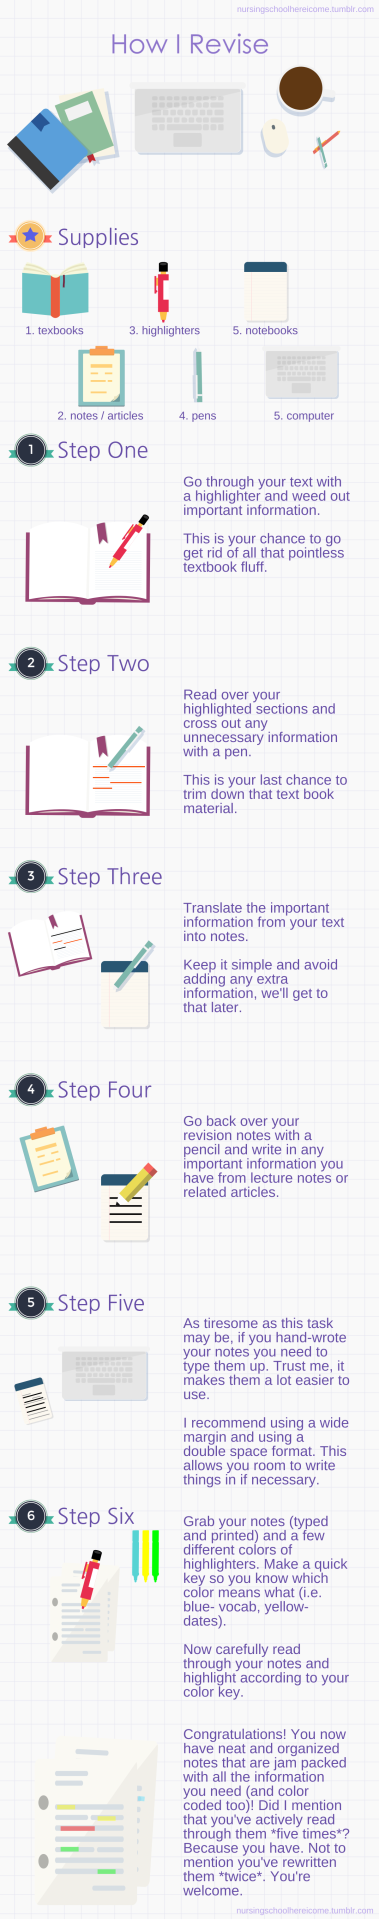 nursingschoolhereicome.tumblr.com
How I Revise
Supplies
1. texbooks
3. highlighters
5. notebooks
2. notes / articles
4. pens
5. computer
1
Step One
Go through your text with
a highlighter and weed out
important information.
This is your chance to go
get rid of all that pointless
textbook fluff.
2
Step Two
Read over your
highlighted sections and
cross out any
unnecessary information
with a pen.
This is your last chance to
trim down that text book
material.
3
Step Three
Translate the important
information from your text
into notes.
Keep it simple and avoid
adding any extra
information, we'll get to
that later.
4
Step Four
Go back over your
revision notes with a
pencil and write in any
important information you
have from lecture notes or
related articles.
5
Step Five
As tiresome as this task
may be, if you hand-wrote
your notes you need to
type them up. Trust me, it
makes them a lot easier to
use.
I recommend using a wide
margin and using a
double space format. This
allows you room to write
things in if necessary.
6
Step Six
Grab your notes (typed
and printed) and a few
different colors of
highlighters. Make a quick
key so you know which
color means what (i.e.
blue- vocab, yellow-
dates).
Now carefully read
through your notes and
highlight according to your
color key.
Congratulations! You now
have neat and organized
notes that are jam packed
with all the information
you need (and color
coded too)! Did I mention
that you've actively read
through them *five times*?
Because you have. Not to
mention you've rewritten
them *twice*. You're
welcome.
nursingschoolhereicome.tumblr.com